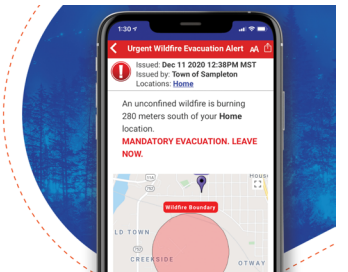 1:30
Urgent Wildfire Evacuation Alert AA
Issued: Dec 11 2020 12:38PM MST
Issued by: Town of Sampleton
Locations: Home
An unconfined wildfire is burning
280 meters south of your Home
location.
MANDATORY EVACUATION. LEAVE
NOW.
Wildfire Boundary
LD TOWN
CREEKSIDE
OTWAY